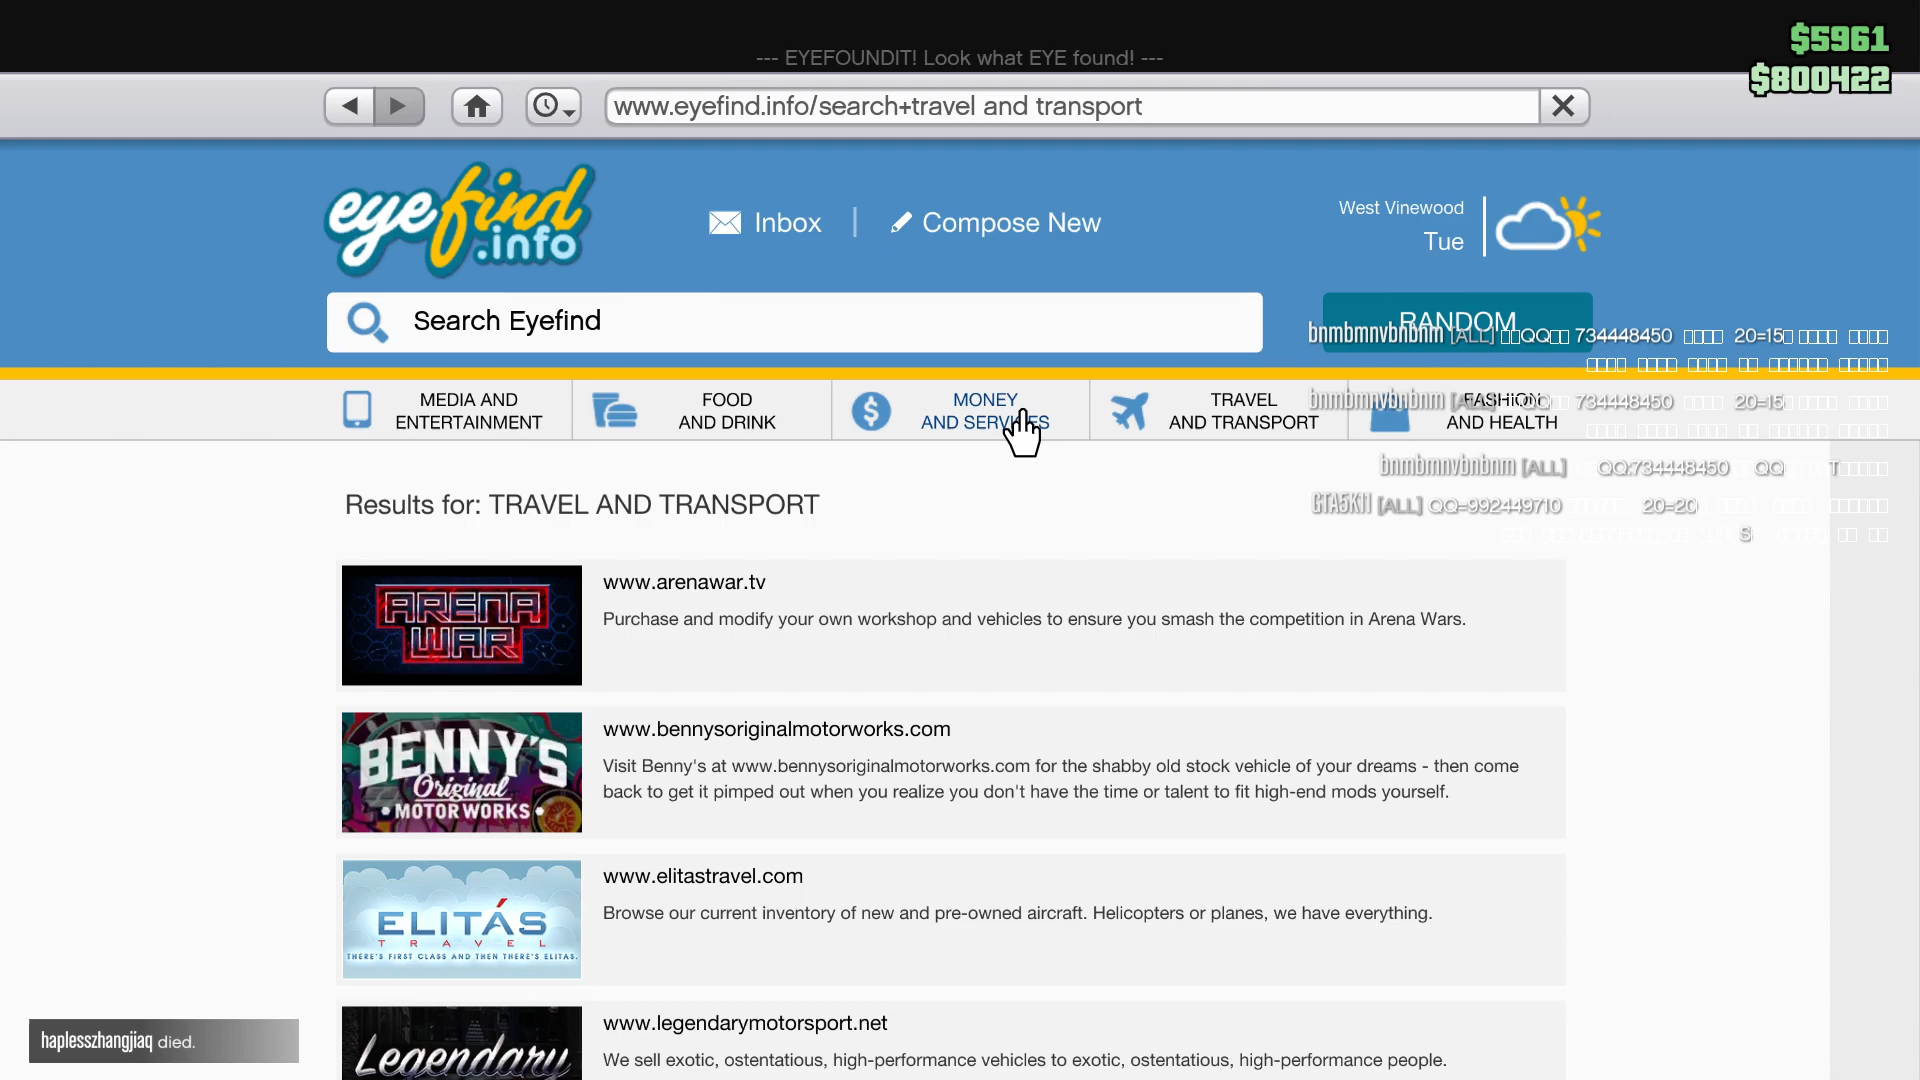 --- EYEFOUNDIT! Look what EYE found! ---
$5961
$800422
www.eyefind.info/search+travel and transport
eyefind
.info
Inbox
Compose New
West Vinewood
Tue
Search Eyefind
RANDOM
bnmbmnvbnbnm [ALL] □□QQ□□ 734448450 □□□□ 20=15□ □□□□ □□□□
□□□□ □□□□ □□□□ □□ □□□□□□ □□□□□
MEDIA AND
ENTERTAINMENT
FOOD
AND DRINK
MONEY
AND SERVICES
TRAVEL
AND TRANSPORT
FASHION
AND HEALTH
bnmbmnvbnbnm [ALL] QQ 734448450 20=15
bnmbmnvbnbnm [ALL] QQ:734448450 QQ T
GTA5K11 [ALL] QQ=992449710 20=20
S
Results for: TRAVEL AND TRANSPORT
ARENA
WAR
www.arenawar.tv
Purchase and modify your own workshop and vehicles to ensure you smash the competition in Arena Wars.
BENNY'S
Original
MOTOR WORKS
www.bennysoriginalmotorworks.com
Visit Benny's at www.bennysoriginalmotorworks.com for the shabby old stock vehicle of your dreams - then come
back to get it pimped out when you realize you don't have the time or talent to fit high-end mods yourself.
ELITÁS
TRAVEL
THERE'S FIRST CLASS AND THEN THERE'S ELITAS.
www.elitastravel.com
Browse our current inventory of new and pre-owned aircraft. Helicopters or planes, we have everything.
Legendary
www.legendarymotorsport.net
We sell exotic, ostentatious, high-performance vehicles to exotic, ostentatious, high-performance people.
haplesszhangjiaq died.